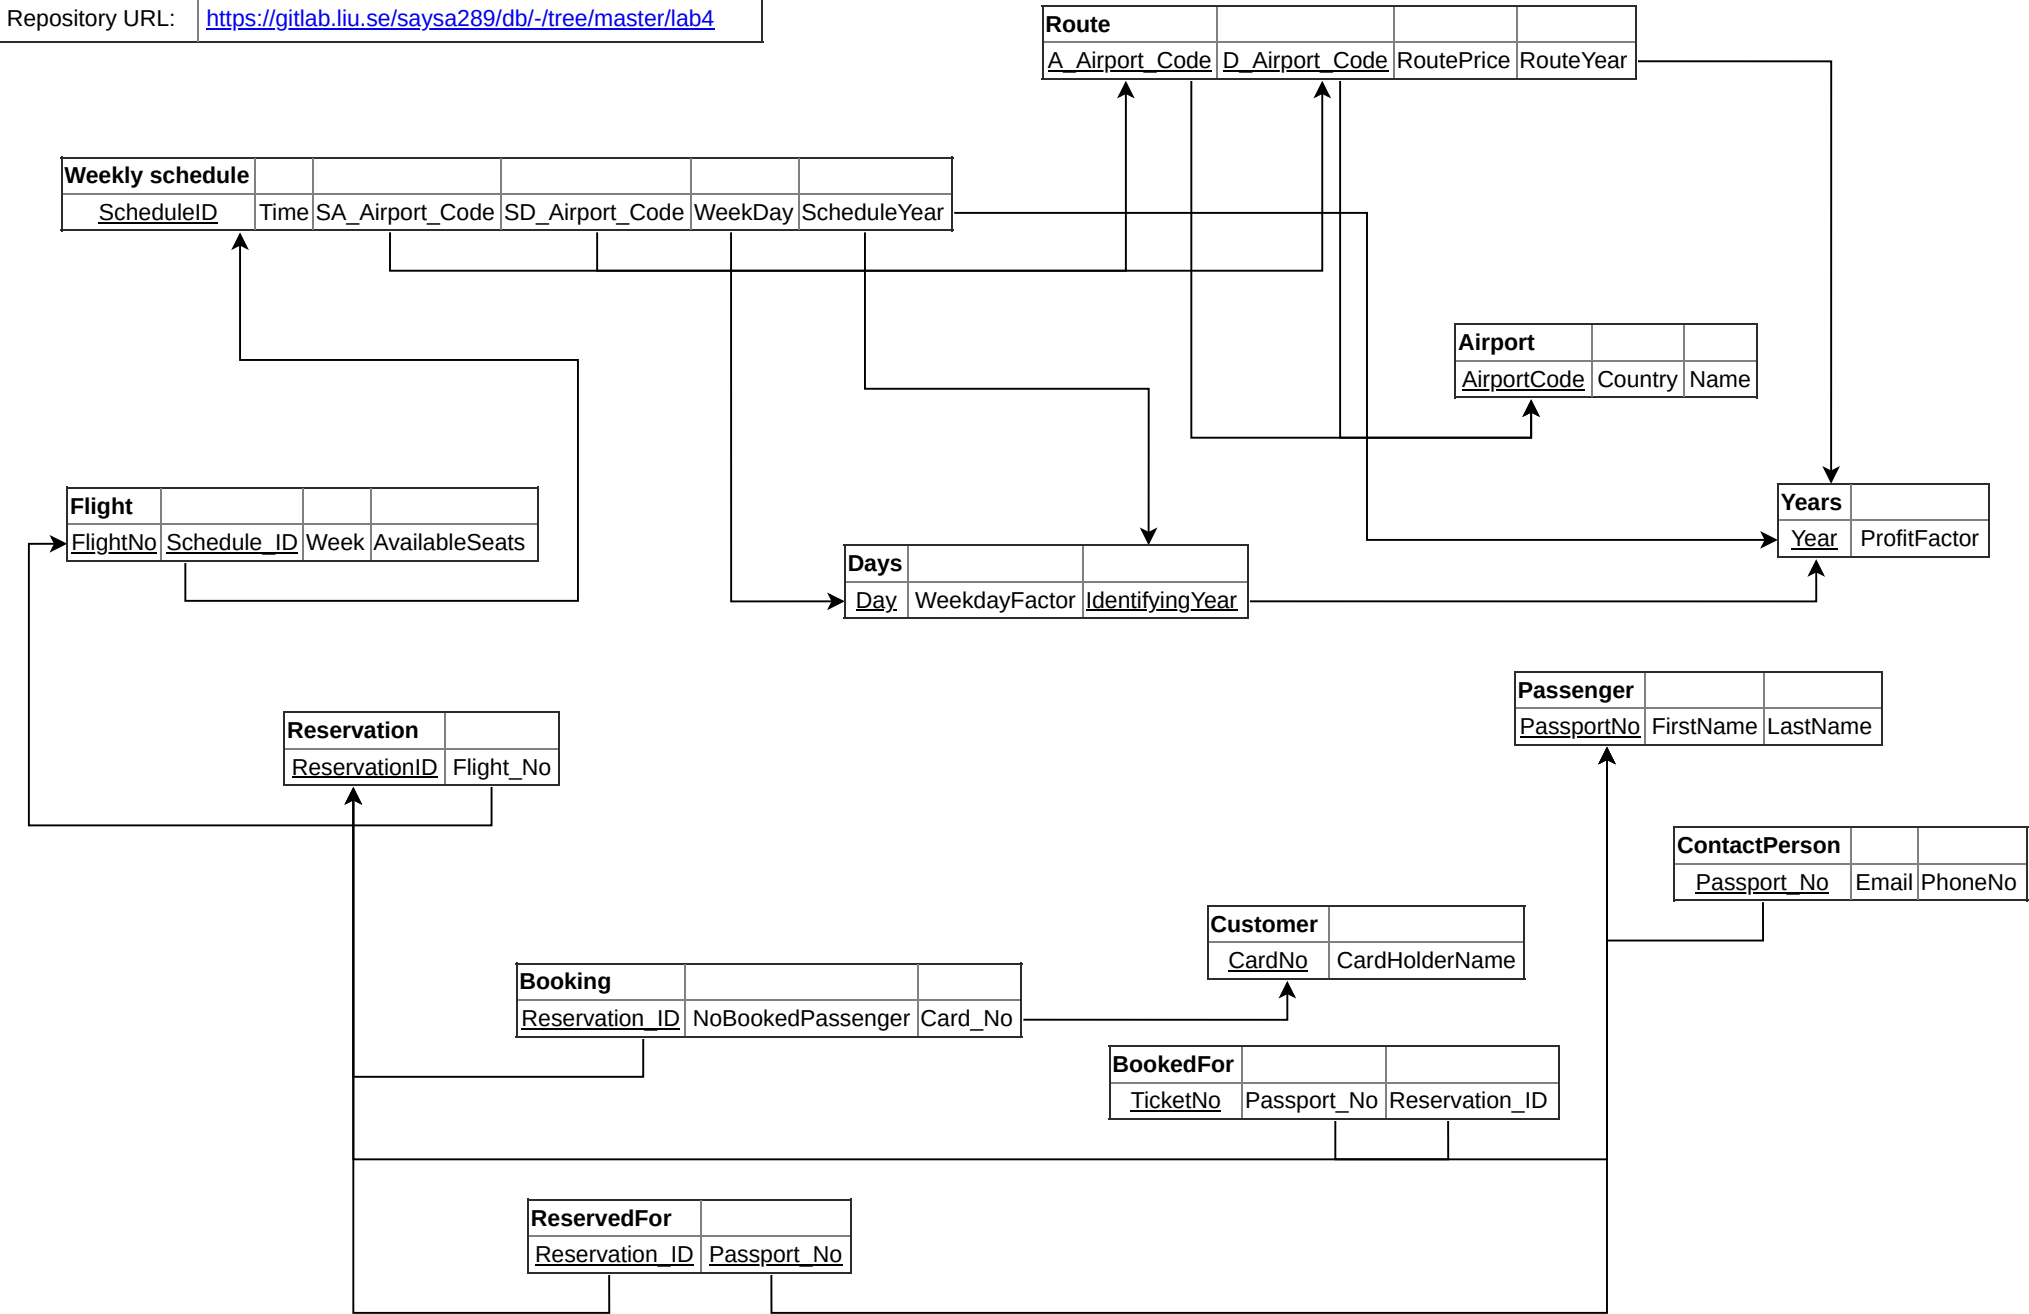 Repository URL: https://gitlab.liu.se/saysa289/db/-/tree/master/lab4
Route
A_Airport_Code D_Airport_Code RoutePrice RouteYear
Weekly schedule
ScheduleID Time SA_Airport_Code SD_Airport_Code WeekDay ScheduleYear
Airport
AirportCode Country Name
Flight
FlightNo Schedule_ID Week AvailableSeats
Years
Year ProfitFactor
Days
Day WeekdayFactor IdentifyingYear
Passenger
PassportNo FirstName LastName
Reservation
ReservationID Flight_No
ContactPerson
Passport_No Email PhoneNo
Customer
CardNo CardHolderName
Booking
Reservation_ID NoBookedPassenger Card_No
BookedFor
TicketNo Passport_No Reservation_ID
ReservedFor
Reservation_ID Passport_No